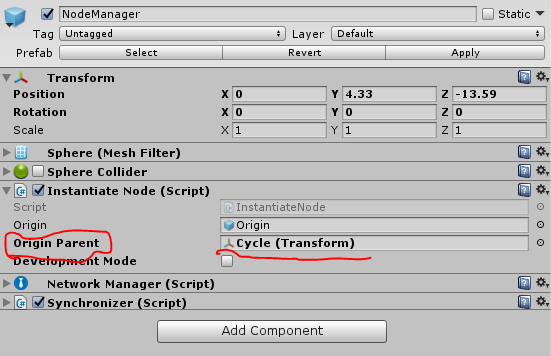 NodeManager Static
Tag Untagged Layer Default
Prefab Select Revert Apply
Transform
Position X 0 Y 4.33 Z -13.59
Rotation X 0 Y 0 Z 0
Scale X 1 Y 1 Z 1
Sphere (Mesh Filter)
Sphere Collider
Instantiate Node (Script)
Script InstantiateNode
Origin Origin
Origin Parent Cycle (Transform)
Development Mode
Network Manager (Script)
Synchronizer (Script)
Add Component